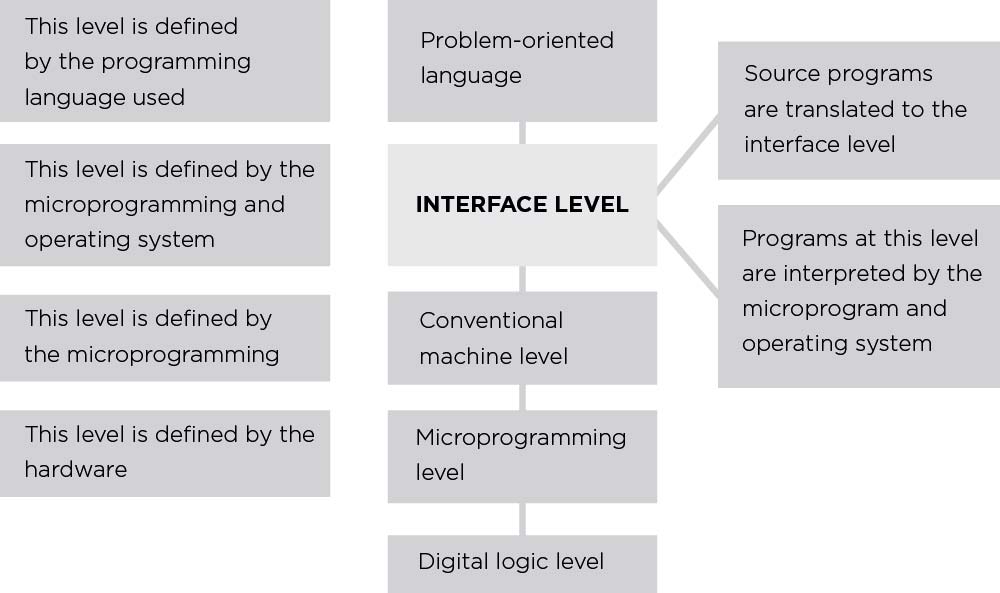 This level is defined
by the programming
language used
This level is defined by the
microprogramming and
operating system
This level is defined by
the microprogramming
This level is defined by the
hardware
Problem-oriented
language
INTERFACE LEVEL
Conventional
machine level
Microprogramming
level
Digital logic level
Source programs
are translated to the
interface level
Programs at this level
are interpreted by the
microprogram and
operating system